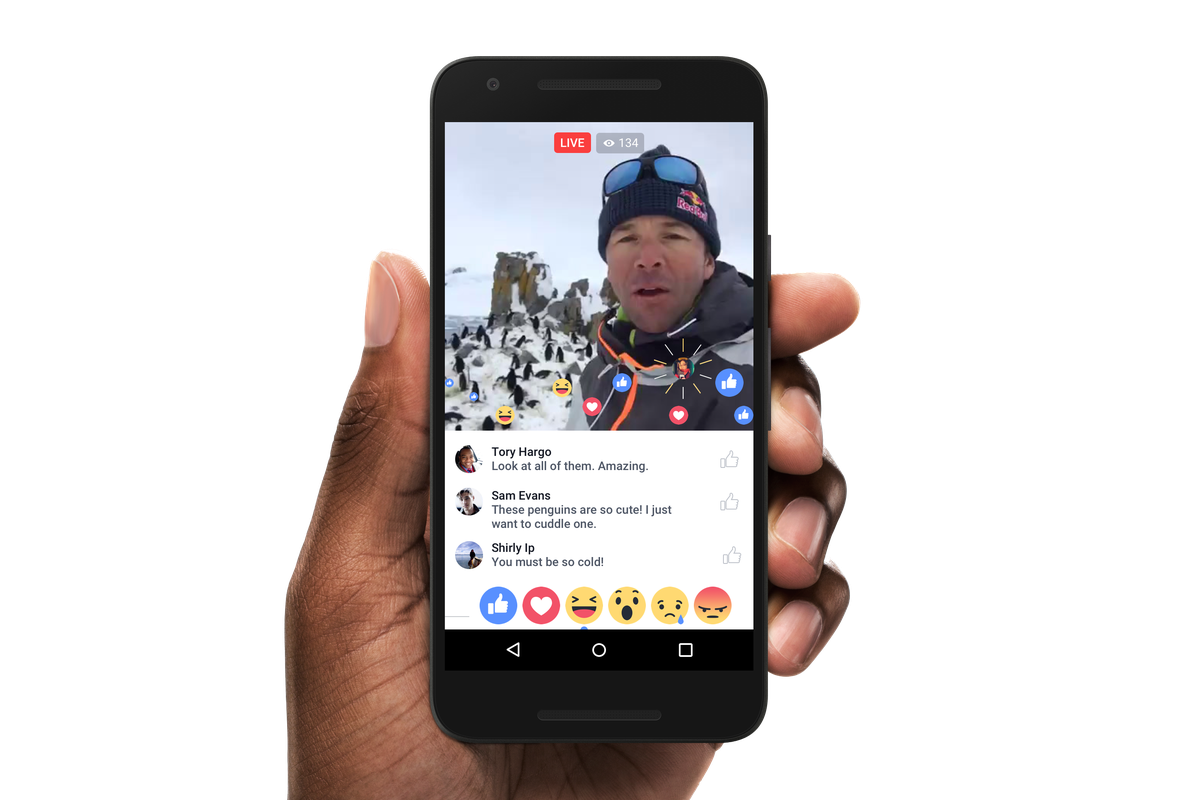 LIVE 134
Red Bull
Tory Hargo
Look at all of them. Amazing.
Sam Evans
These penguins are so cute! I just
want to cuddle one.
Shirly Ip
You must be so cold!